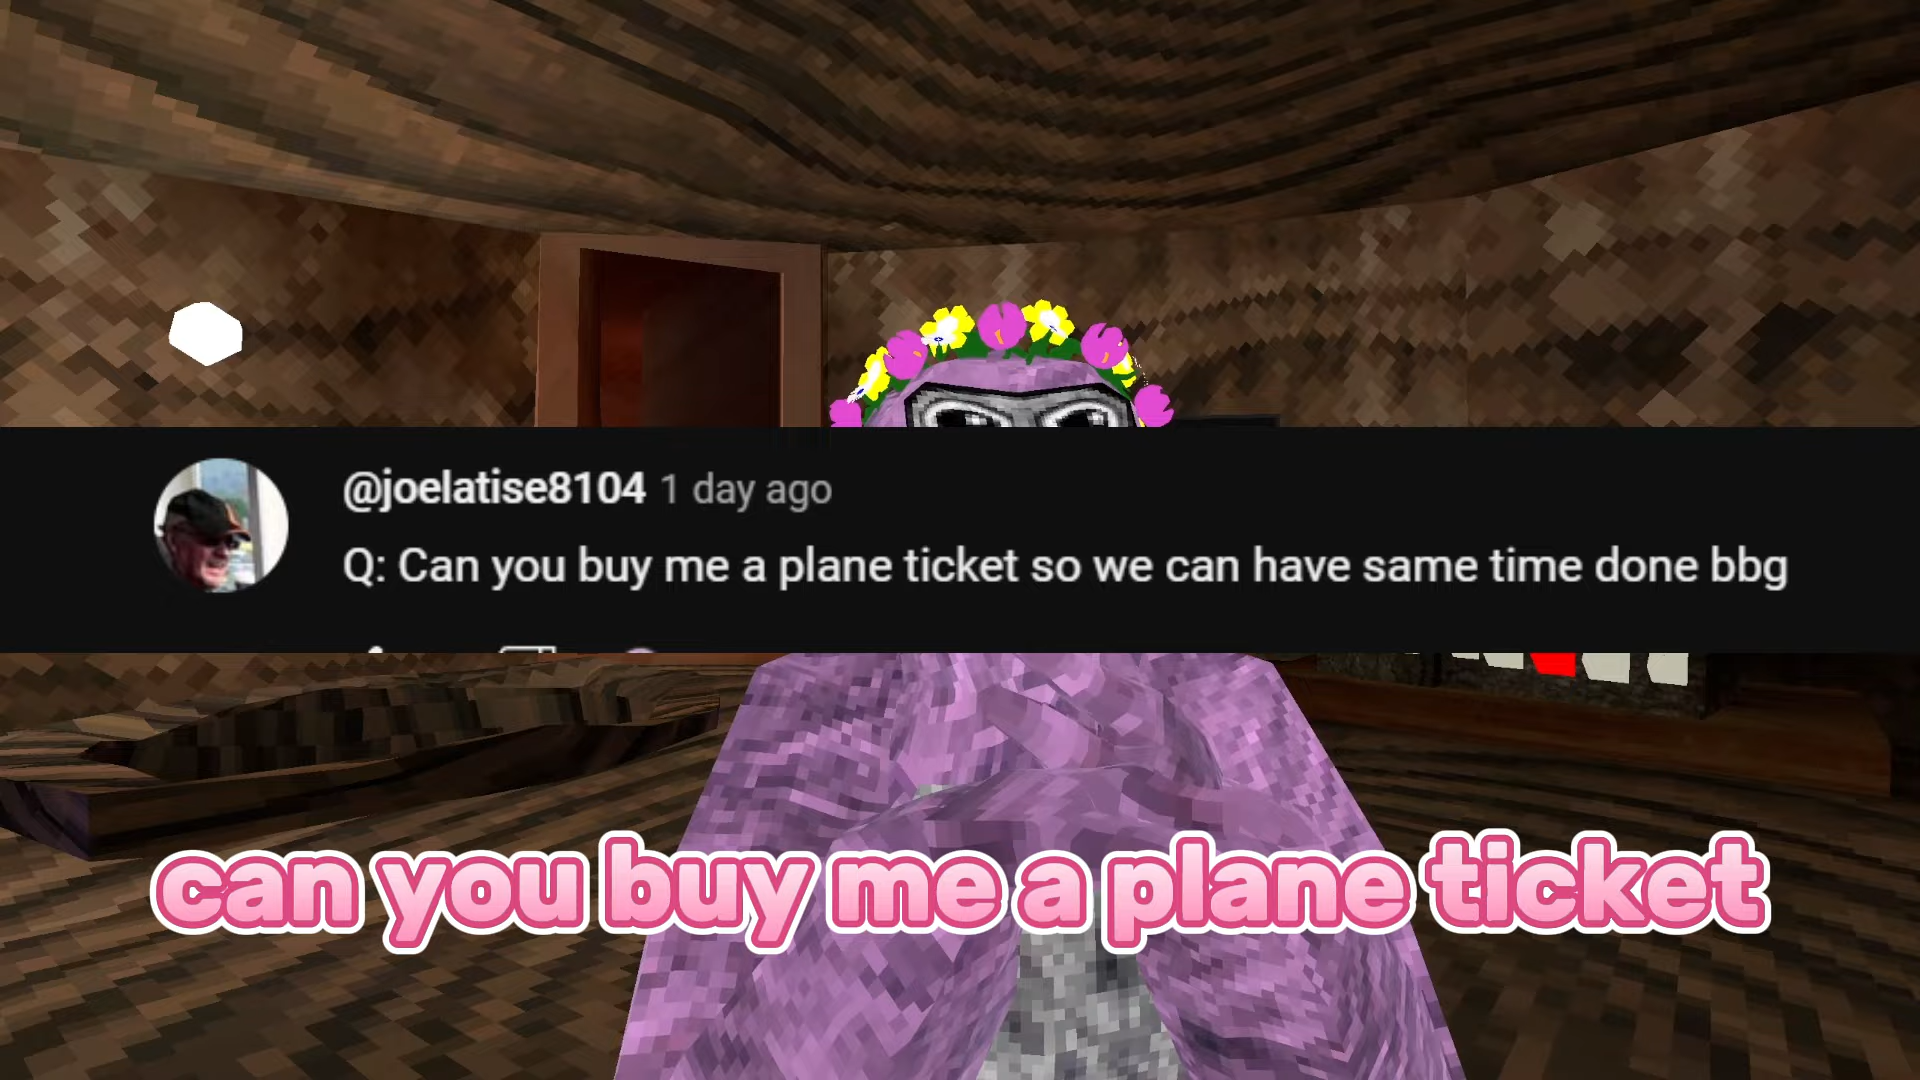 @joelatise8104 1 day ago
Q: Can you buy me a plane ticket so we can have same time done bbg
can you buy me a plane ticket